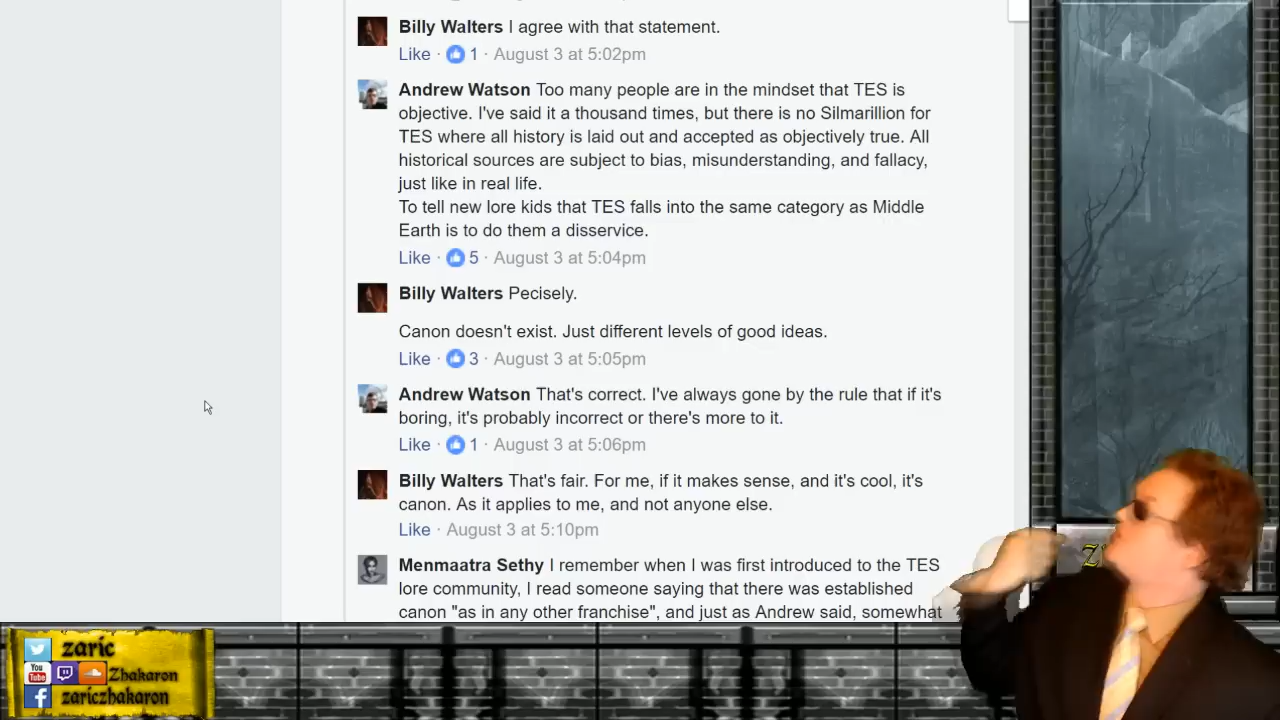 Billy Walters I agree with that statement.
Like · 1 · August 3 at 5:02pm
Andrew Watson Too many people are in the mindset that TES is
objective. I've said it a thousand times, but there is no Silmarillion for
TES where all history is laid out and accepted as objectively true. All
historical sources are subject to bias, misunderstanding, and fallacy,
just like in real life.
To tell new lore kids that TES falls into the same category as Middle
Earth is to do them a disservice.
Like · 5 · August 3 at 5:04pm
Billy Walters Pecisely.
Canon doesn't exist. Just different levels of good ideas.
Like · 3 · August 3 at 5:05pm
Andrew Watson That's correct. I've always gone by the rule that if it's
boring, it's probably incorrect or there's more to it.
Like · 1 · August 3 at 5:06pm
Billy Walters That's fair. For me, if it makes sense, and it's cool, it's
canon. As it applies to me, and not anyone else.
Like · August 3 at 5:10pm
Menmaatra Sethy I remember when I was first introduced to the TES
lore community, I read someone saying that there was established
canon "as in any other franchise", and just as Andrew said, somewhat
zaric
You Tube Zhakaron
zariczhakaron